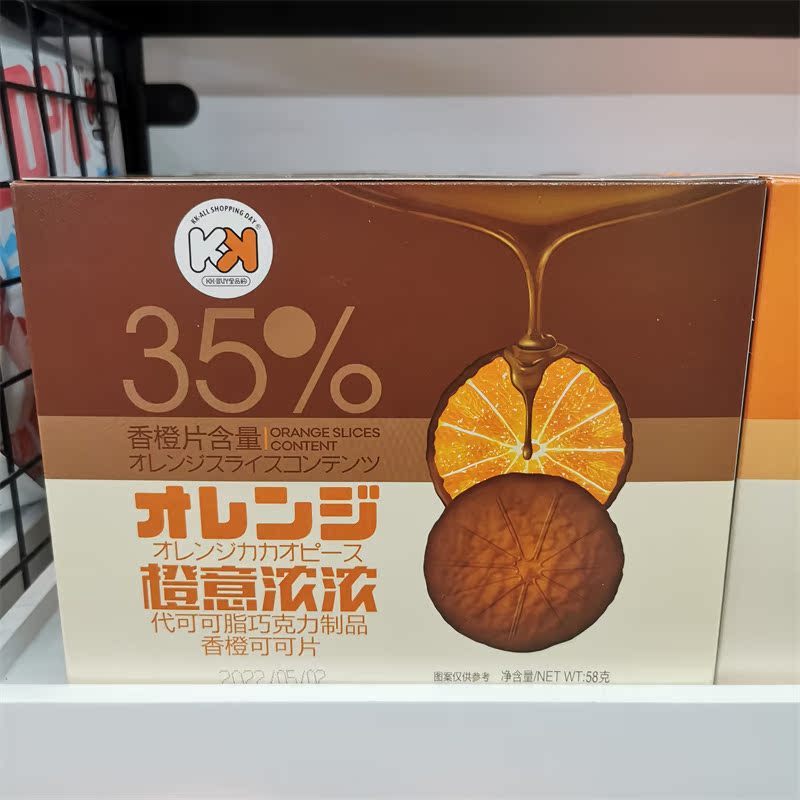 KK·ALL SHOPPING DAY
KK
KK·BUY全品购
35%
香橙片含量
ORANGE SLICES
CONTENT
オレンジスライスコンテンツ
オレンジ
オレンジカカオピース
橙意浓浓
代可可脂巧克力制品
香橙可可片
2022/05/02
图案仅供参考 净含量/NET WT:58克
0%